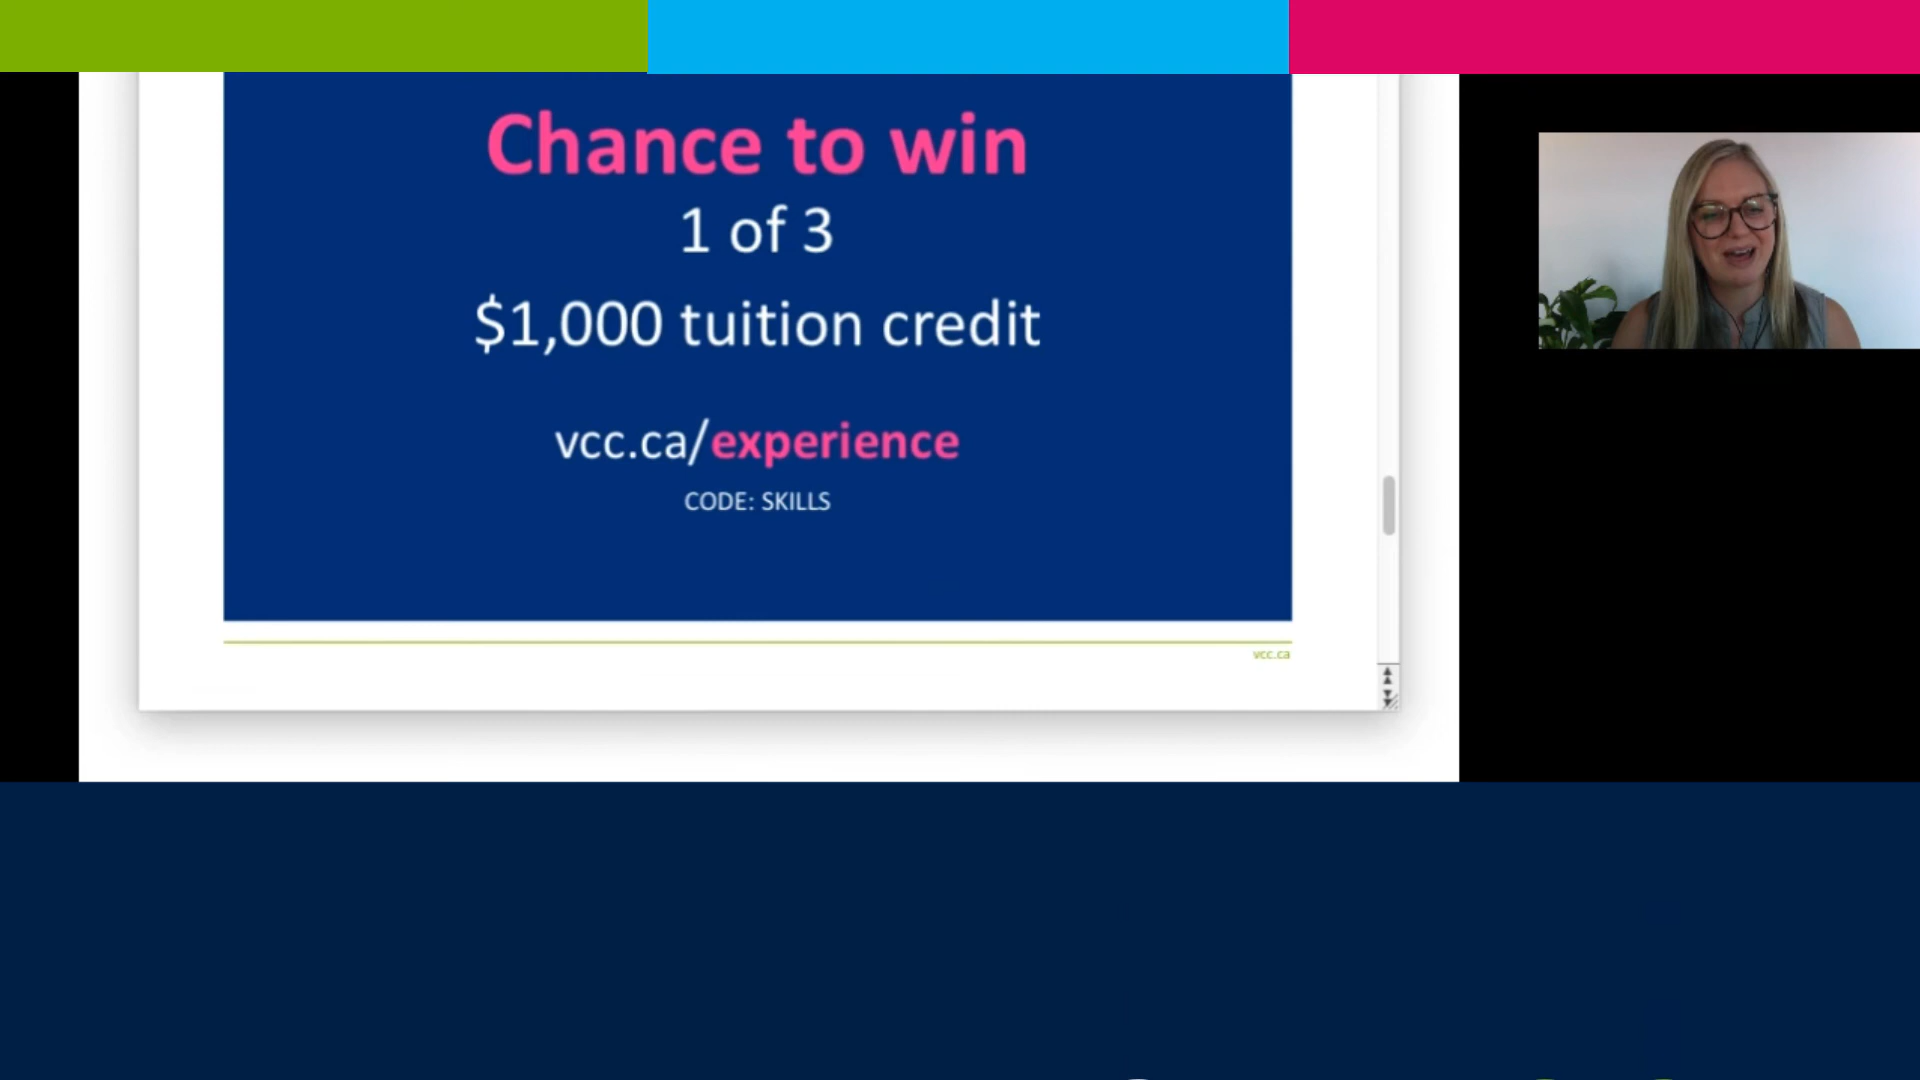 Chance to win
1 of 3
$1,000 tuition credit
vcc.ca/experience
CODE: SKILLS
vcc.ca